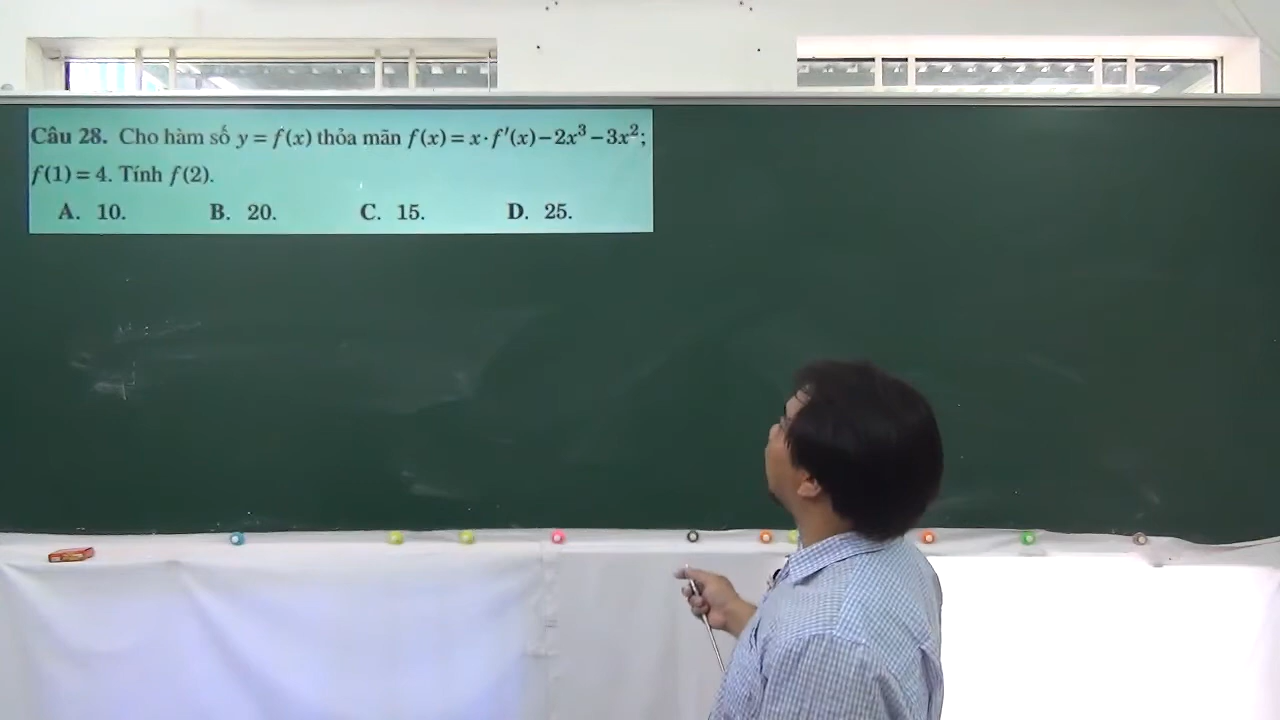 Câu 28. Cho hàm số y = f(x) thỏa mãn f(x) = x · f′(x) − 2x³ − 3x²;
f(1) = 4. Tính f(2).
A. 10. B. 20. C. 15. D. 25.